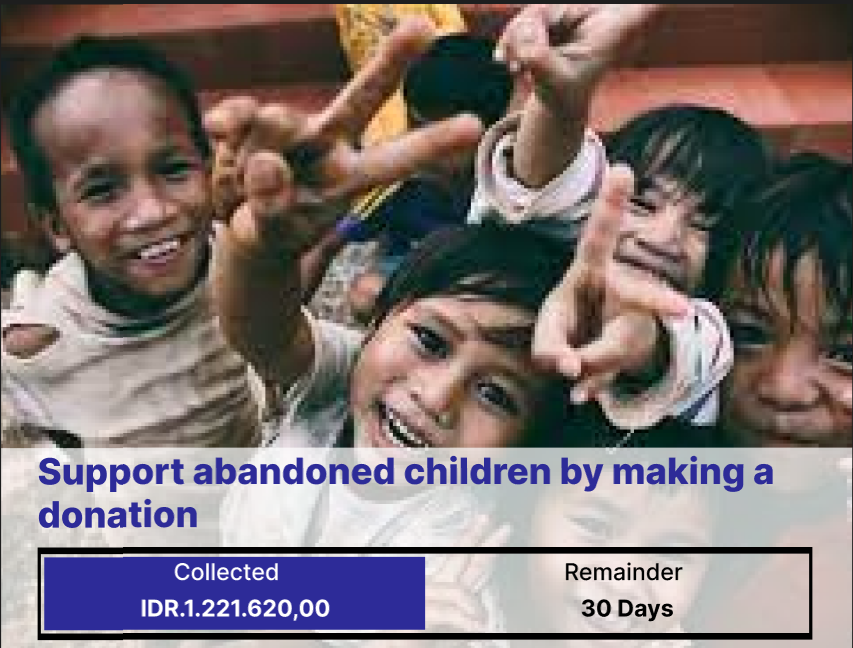 Support abandoned children by making a
donation
Collected
IDR.1.221.620,00
Remainder
30 Days